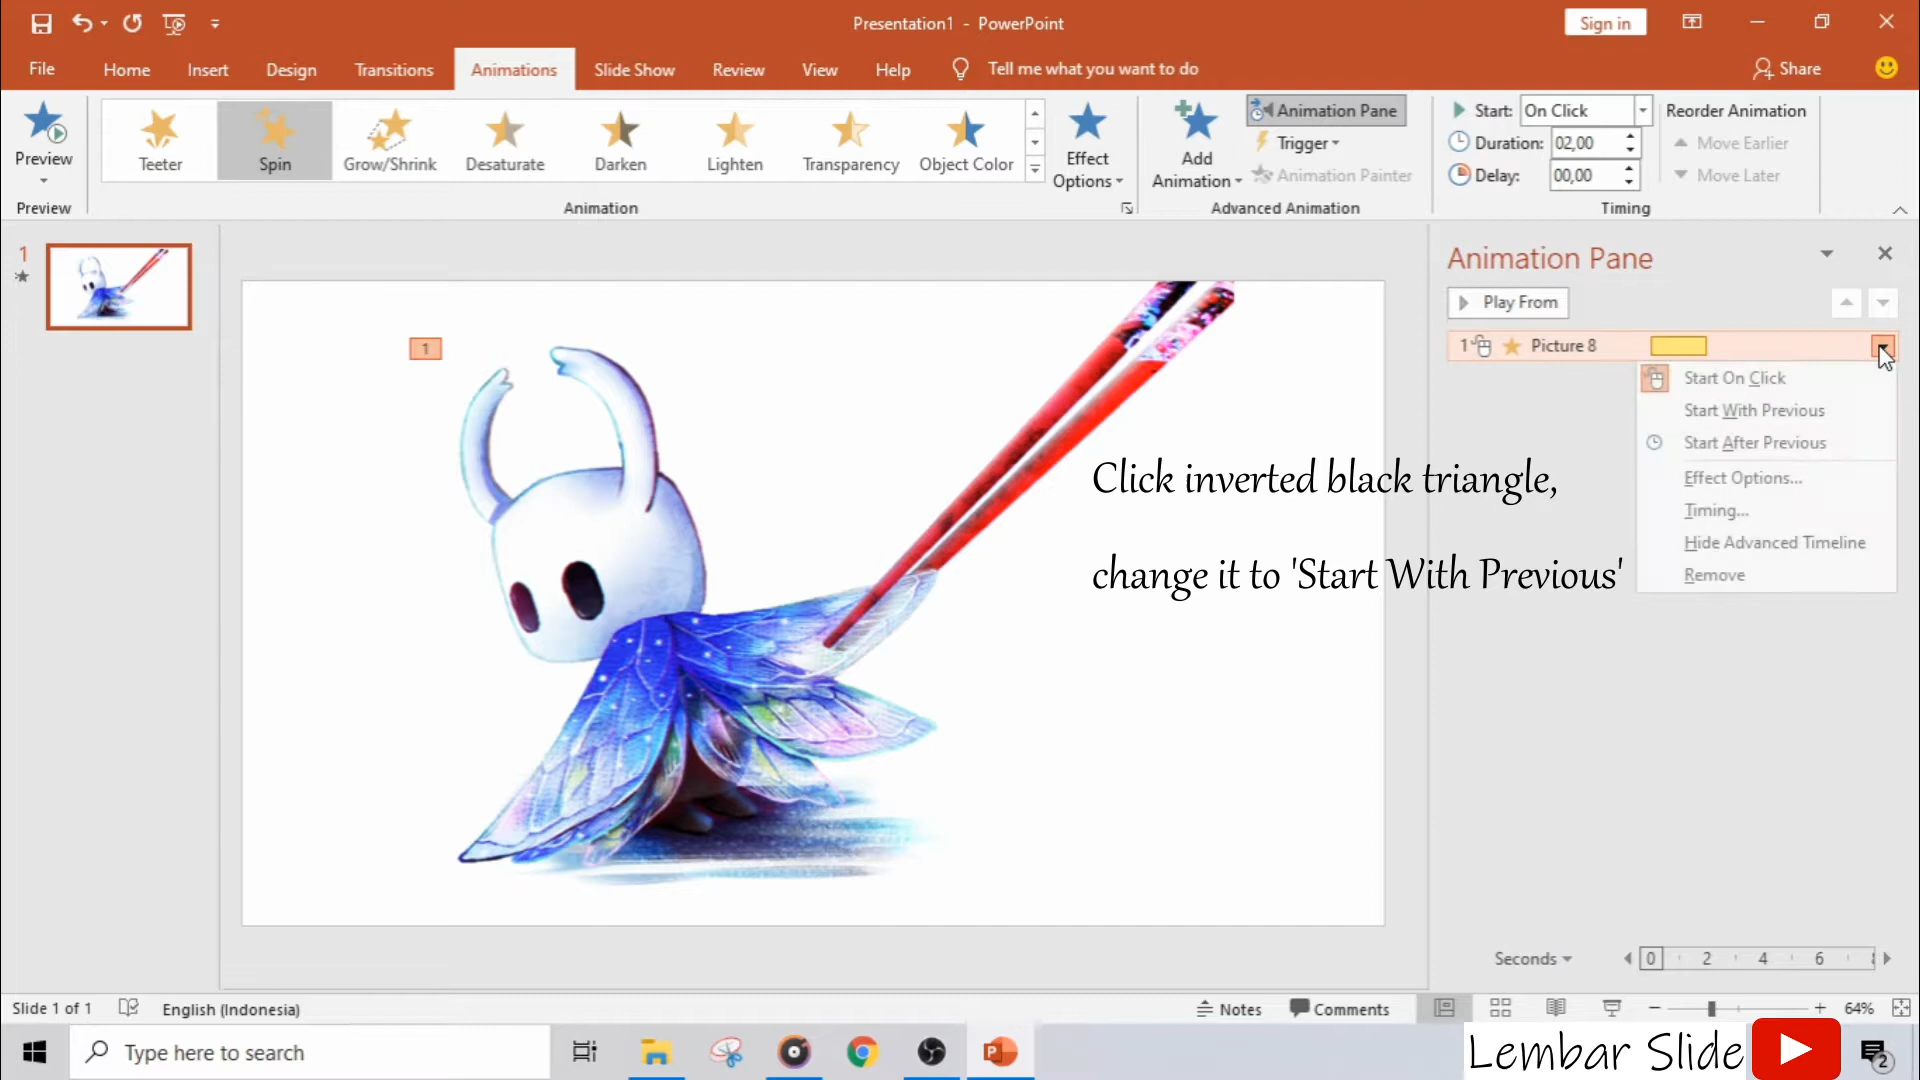 Presentation1 - PowerPoint
Sign in
File Home Insert Design Transitions Animations Slide Show Review View Help Tell me what you want to do Share
Preview
Preview
Teeter Spin Grow/Shrink Desaturate Darken Lighten Transparency Object Color
Animation
Effect Options
Add Animation
Animation Pane
Trigger
Animation Painter
Advanced Animation
Start: On Click
Duration: 02,00
Delay: 00,00
Reorder Animation
Move Earlier
Move Later
Timing
1
Animation Pane
Play From
1 Picture 8
Start On Click
Start With Previous
Start After Previous
Effect Options...
Timing...
Hide Advanced Timeline
Remove
1
Click inverted black triangle,
change it to 'Start With Previous'
Seconds 0 2 4 6
Slide 1 of 1 English (Indonesia) Notes Comments 64%
Type here to search
Lembar Slide
2